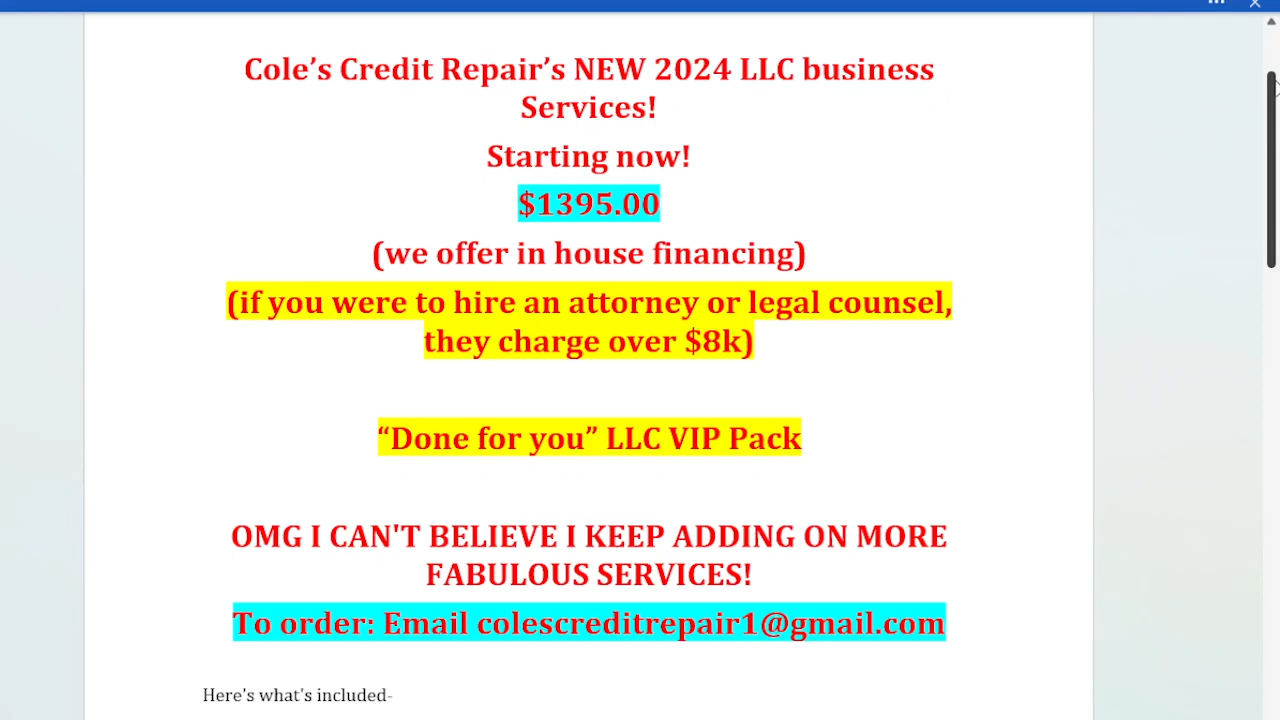 Cole’s Credit Repair’s NEW 2024 LLC business
Services!
Starting now!
$1395.00
(we offer in house financing)
(if you were to hire an attorney or legal counsel,
they charge over $8k)
“Done for you” LLC VIP Pack
OMG I CAN'T BELIEVE I KEEP ADDING ON MORE
FABULOUS SERVICES!
To order: Email colescreditrepair1@gmail.com
Here's what's included-